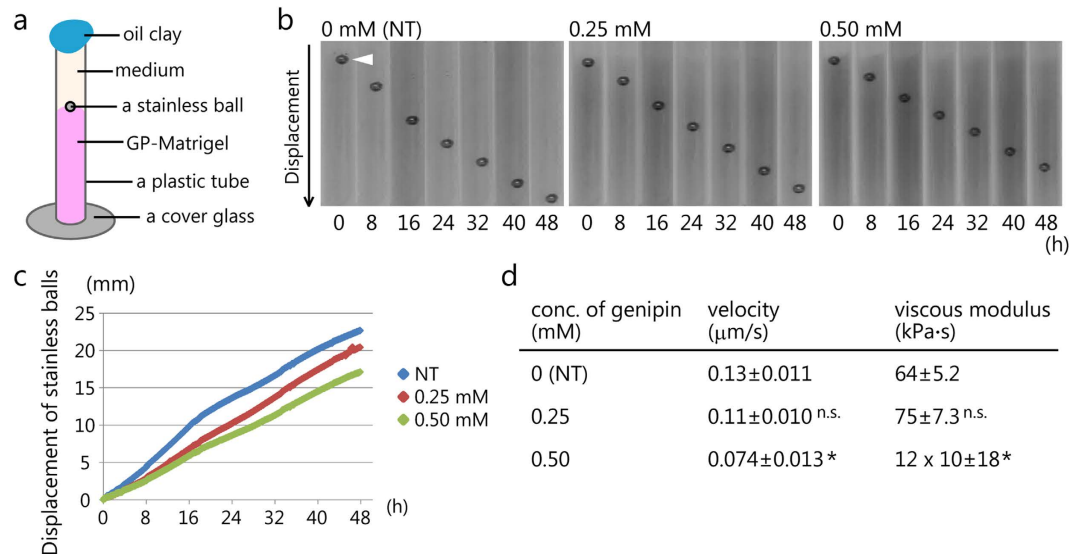 a
oil clay
medium
a stainless ball
GP-Matrigel
a plastic tube
a cover glass
b
0 mM (NT)
0.25 mM
0.50 mM
Displacement
0 8 16 24 32 40 48
0 8 16 24 32 40 48
0 8 16 24 32 40 48
(h)
c
(mm)
Displacement of stainless balls
25
20
15
10
5
0
0 8 16 24 32 40 48
(h)
NT
0.25 mM
0.50 mM
d
conc. of genipin (mM) velocity (μm/s) viscous modulus (kPa·s)
0 (NT) 0.13±0.011 64±5.2
0.25 0.11±0.010 n.s. 75±7.3 n.s.
0.50 0.074±0.013 * 12 x 10±18 *